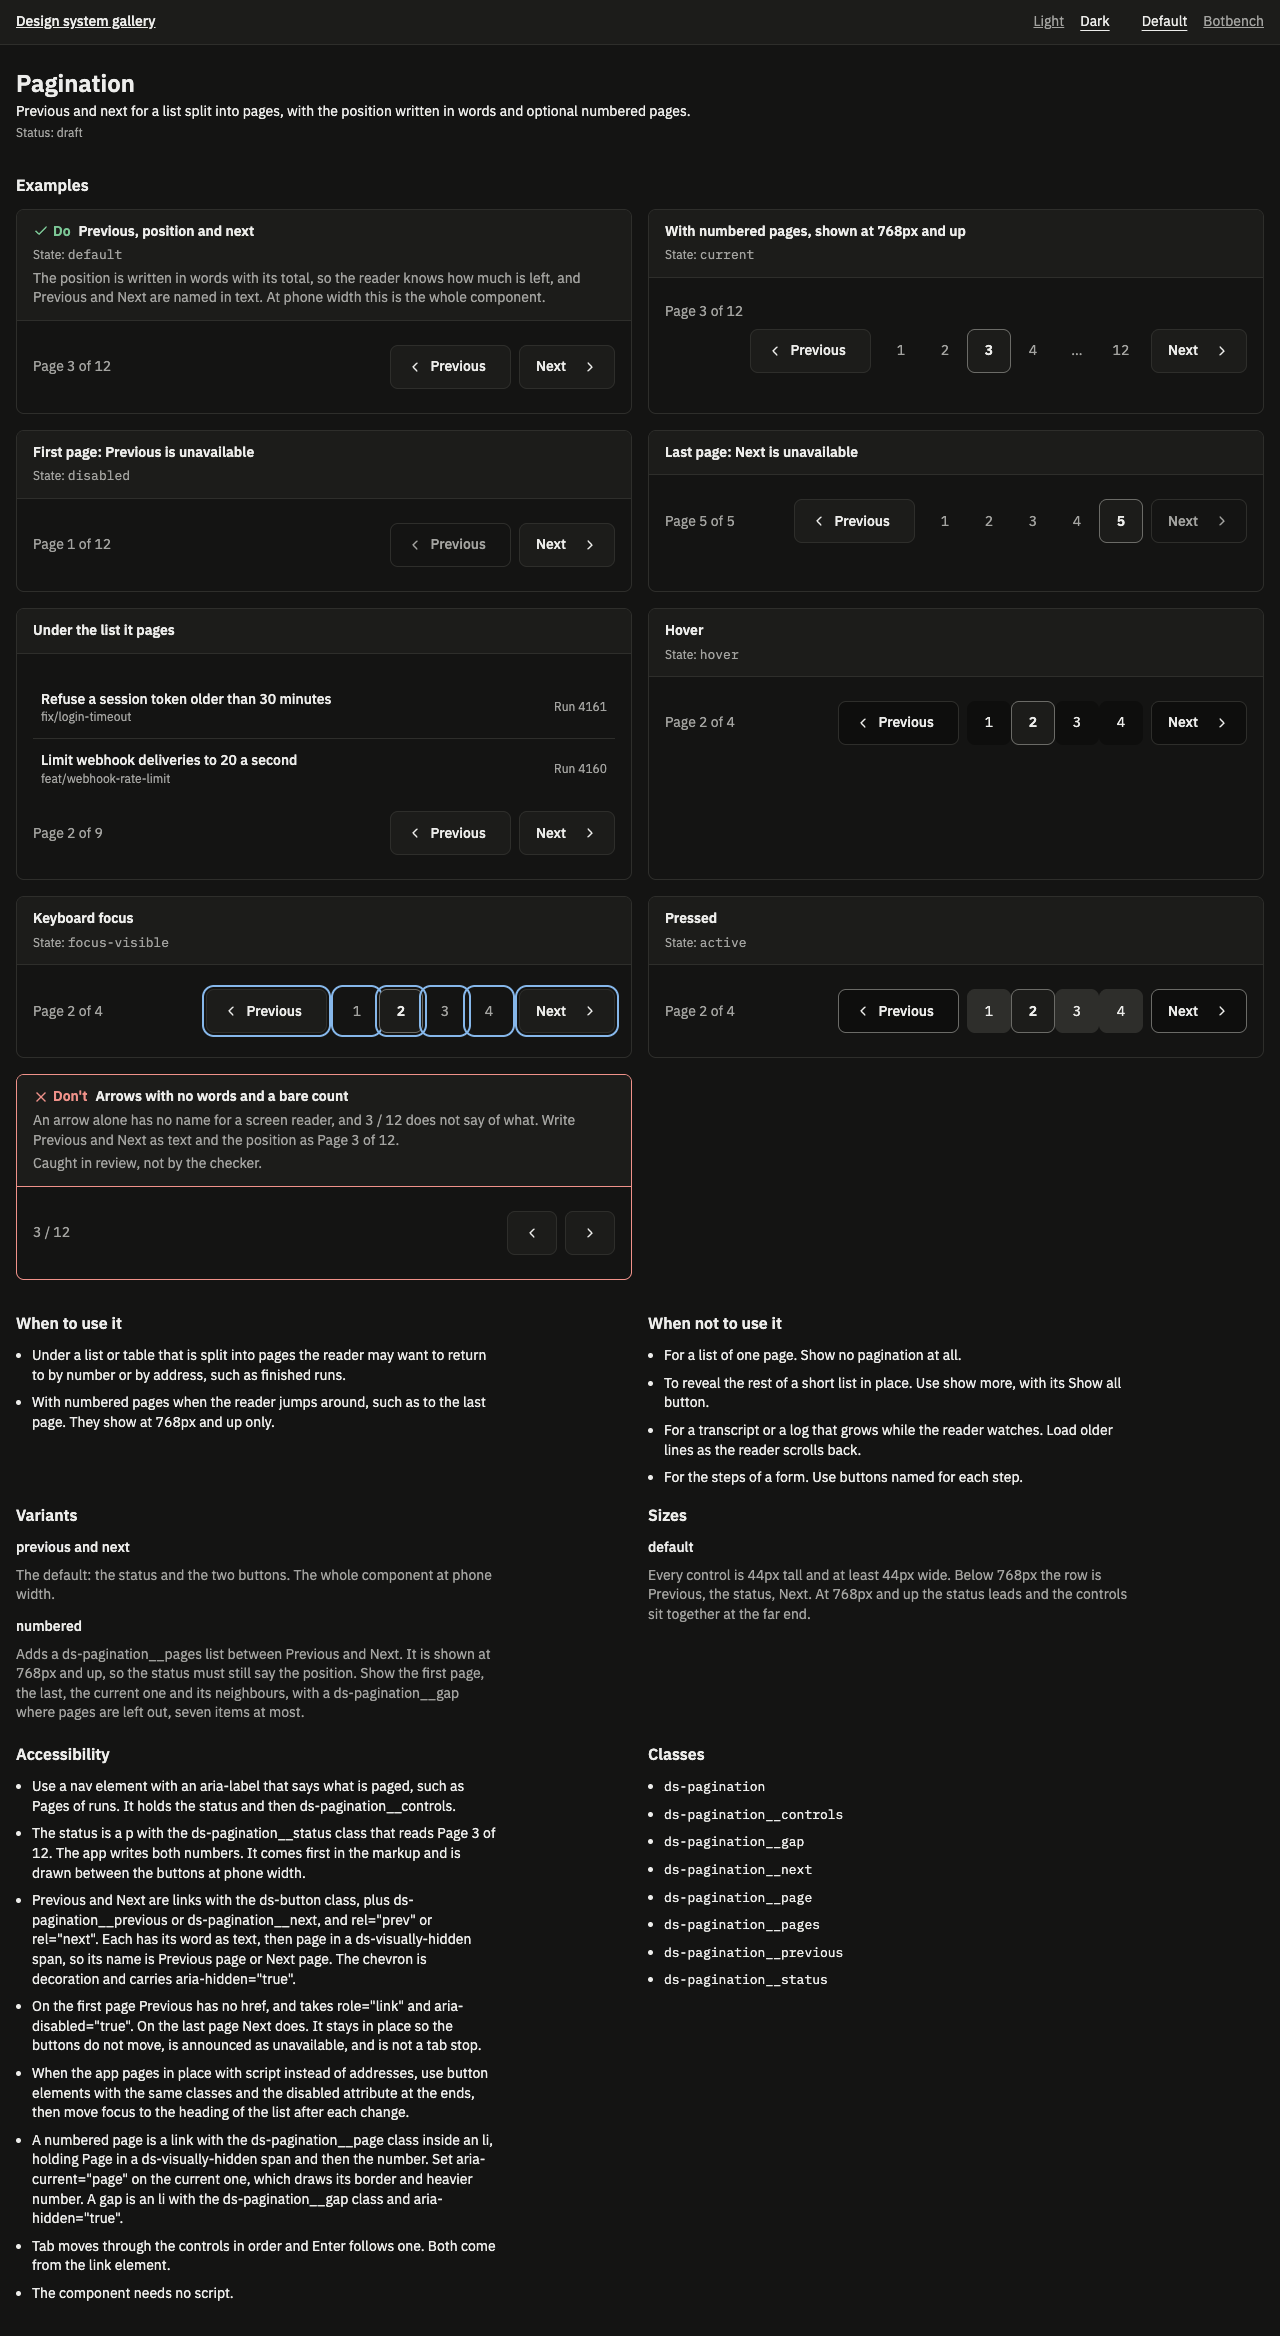 Design system gallery
Light Dark Default Botbench
Pagination
Previous and next for a list split into pages, with the position written in words and optional numbered pages.
Status: draft
Examples
Do Previous, position and next
State: default
The position is written in words with its total, so the reader knows how much is left, and
Previous and Next are named in text. At phone width this is the whole component.
Page 3 of 12
Previous Next
With numbered pages, shown at 768px and up
State: current
Page 3 of 12
Previous 1 2 3 4 ... 12 Next
First page: Previous is unavailable
State: disabled
Page 1 of 12
Previous Next
Last page: Next is unavailable
Page 5 of 5
Previous 1 2 3 4 5 Next
Under the list it pages
Refuse a session token older than 30 minutes
fix/login-timeout
Run 4161
Limit webhook deliveries to 20 a second
feat/webhook-rate-limit
Run 4160
Page 2 of 9
Previous Next
Hover
State: hover
Page 2 of 4
Previous 1 2 3 4 Next
Keyboard focus
State: focus-visible
Page 2 of 4
Previous 1 2 3 4 Next
Pressed
State: active
Page 2 of 4
Previous 1 2 3 4 Next
Don't Arrows with no words and a bare count
An arrow alone has no name for a screen reader, and 3 / 12 does not say of what. Write
Previous and Next as text and the position as Page 3 of 12.
Caught in review, not by the checker.
3 / 12
When to use it
• Under a list or table that is split into pages the reader may want to return
to by number or by address, such as finished runs.
• With numbered pages when the reader jumps around, such as to the last
page. They show at 768px and up only.
When not to use it
• For a list of one page. Show no pagination at all.
• To reveal the rest of a short list in place. Use show more, with its Show all
button.
• For a transcript or a log that grows while the reader watches. Load older
lines as the reader scrolls back.
• For the steps of a form. Use buttons named for each step.
Variants
previous and next
The default: the status and the two buttons. The whole component at phone
width.
numbered
Adds a ds-pagination__pages list between Previous and Next. It is shown at
768px and up, so the status must still say the position. Show the first page,
the last, the current one and its neighbours, with a ds-pagination__gap
where pages are left out, seven items at most.
Sizes
default
Every control is 44px tall and at least 44px wide. Below 768px the row is
Previous, the status, Next. At 768px and up the status leads and the controls
sit together at the far end.
Accessibility
• Use a nav element with an aria-label that says what is paged, such as
Pages of runs. It holds the status and then ds-pagination__controls.
• The status is a p with the ds-pagination__status class that reads Page 3 of
12. The app writes both numbers. It comes first in the markup and is
drawn between the buttons at phone width.
• Previous and Next are links with the ds-button class, plus ds-
pagination__previous or ds-pagination__next, and rel="prev" or
rel="next". Each has its word as text, then page in a ds-visually-hidden
span, so its name is Previous page or Next page. The chevron is
decoration and carries aria-hidden="true".
• On the first page Previous has no href, and takes role="link" and aria-
disabled="true". On the last page Next does. It stays in place so the
buttons do not move, is announced as unavailable, and is not a tab stop.
• When the app pages in place with script instead of addresses, use button
elements with the same classes and the disabled attribute at the ends,
then move focus to the heading of the list after each change.
• A numbered page is a link with the ds-pagination__page class inside an li,
holding Page in a ds-visually-hidden span and then the number. Set aria-
current="page" on the current one, which draws its border and heavier
number. A gap is an li with the ds-pagination__gap class and aria-
hidden="true".
• Tab moves through the controls in order and Enter follows one. Both come
from the link element.
• The component needs no script.
Classes
• ds-pagination
• ds-pagination__controls
• ds-pagination__gap
• ds-pagination__next
• ds-pagination__page
• ds-pagination__pages
• ds-pagination__previous
• ds-pagination__status